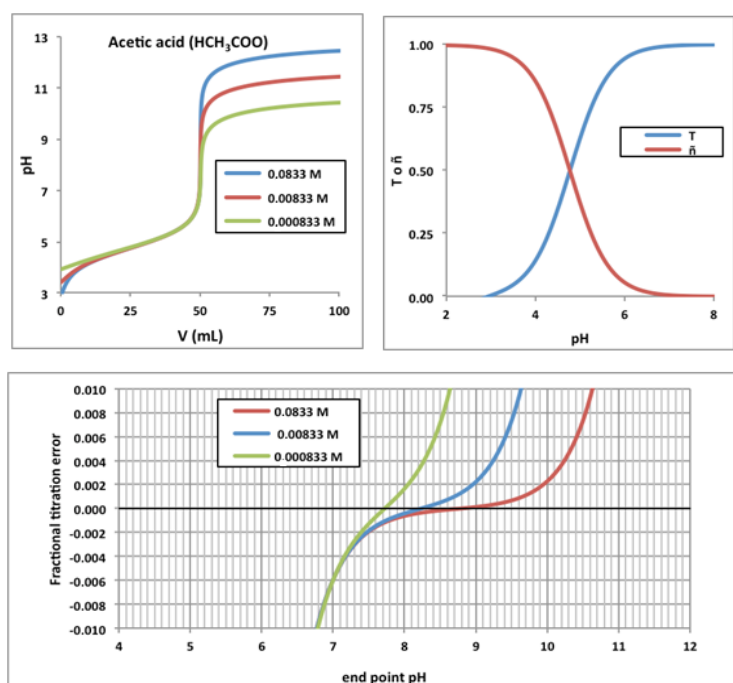 Acetic acid (HCH₃COO)
13
11
9
7
5
3
pH
0.0833 M
0.00833 M
0.000833 M
0 25 50 75 100
V (mL)
1.00
0.75
0.50
0.25
0.00
T o ñ
T
ñ
2 4 6 8
pH
0.010
0.008
0.006
0.004
0.002
0.000
-0.002
-0.004
-0.006
-0.008
-0.010
Fractional titration error
0.0833 M
0.00833 M
0.000833 M
4 5 6 7 8 9 10 11 12
end point pH